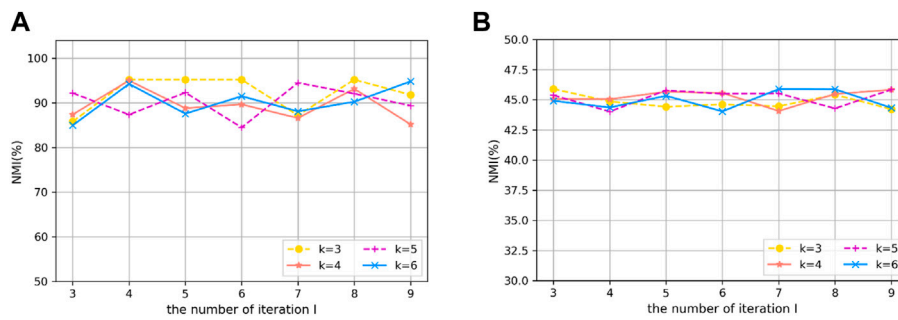 A
100
90
80
70
60
50
NMI(%)
k=3
k=4
k=5
k=6
3 4 5 6 7 8 9
the number of iteration I
B
50.0
47.5
45.0
42.5
40.0
37.5
35.0
32.5
30.0
NMI(%)
k=3
k=4
k=5
k=6
3 4 5 6 7 8 9
the number of iteration I